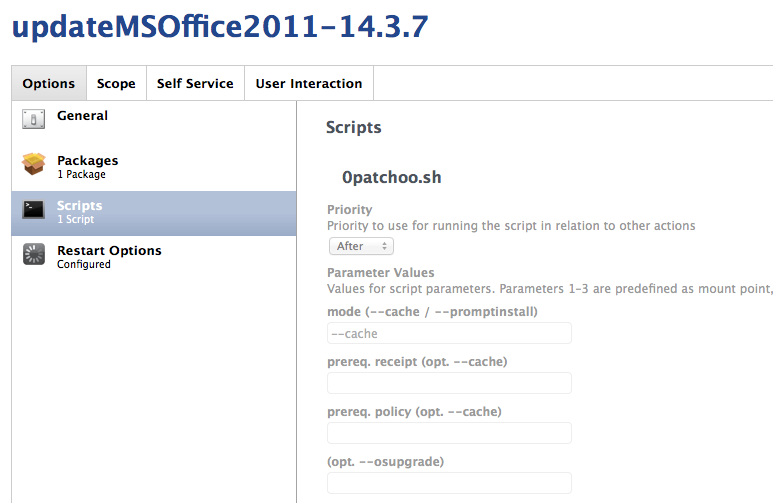 updateMSOffice2011-14.3.7
Options Scope Self Service User Interaction
General
Packages
1 Package
Scripts
1 Script
Restart Options
Configured
Scripts
0patchoo.sh
Priority
Priority to use for running the script in relation to other actions
After
Parameter Values
Values for script parameters. Parameters 1-3 are predefined as mount point,
mode (--cache / --promptinstall)
--cache
prereq. receipt (opt. --cache)
prereq. policy (opt. --cache)
(opt. --osupgrade)